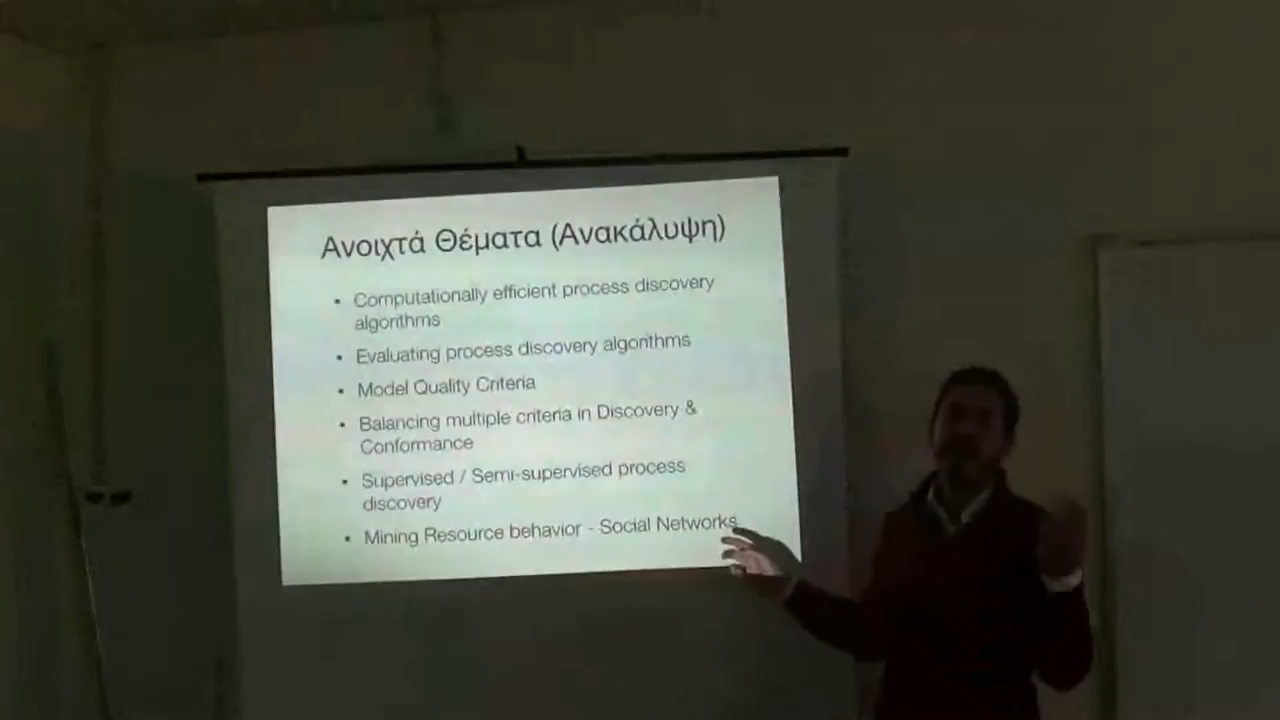 Ανοιχτά Θέματα (Ανακάλυψη)
• Computationally efficient process discovery
algorithms
• Evaluating process discovery algorithms
• Model Quality Criteria
• Balancing multiple criteria in Discovery &
Conformance
• Supervised / Semi-supervised process
discovery
• Mining Resource behavior - Social Networks